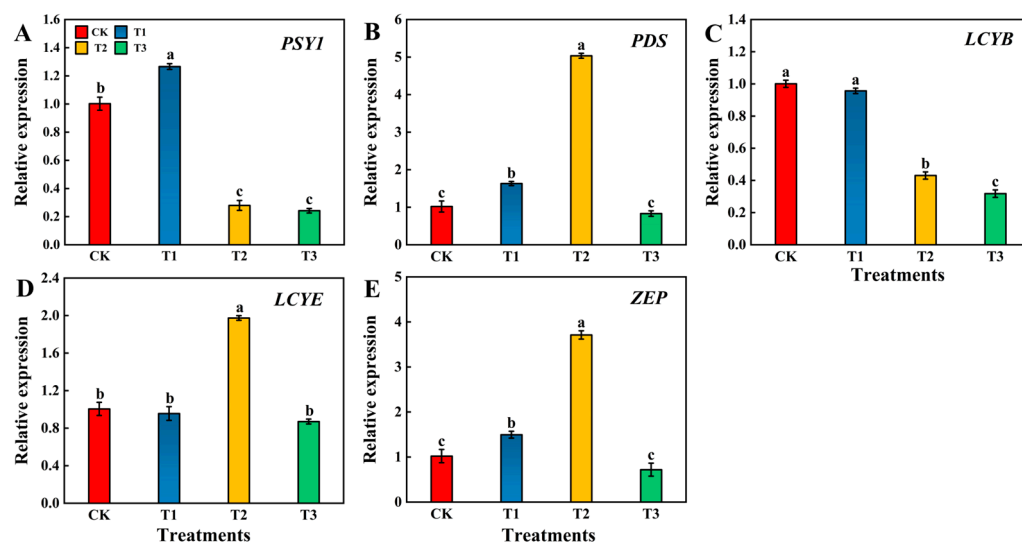 A
PSY1
CK T1
T2 T3
Relative expression
1.6
1.4
1.2
1.0
0.8
0.6
0.4
0.2
0.0
b
a
c
c
CK T1 T2 T3
B
PDS
Relative expression
6
5
4
3
2
1
0
c
b
a
c
CK T1 T2 T3
C
LCYB
Relative expression
1.4
1.2
1.0
0.8
0.6
0.4
0.2
0.0
a
a
b
c
CK T1 T2 T3
Treatments
D
LCYE
Relative expression
2.4
2.0
1.6
1.2
0.8
0.4
0.0
b
b
a
b
CK T1 T2 T3
Treatments
E
ZEP
Relative expression
5
4
3
2
1
0
c
b
a
c
CK T1 T2 T3
Treatments